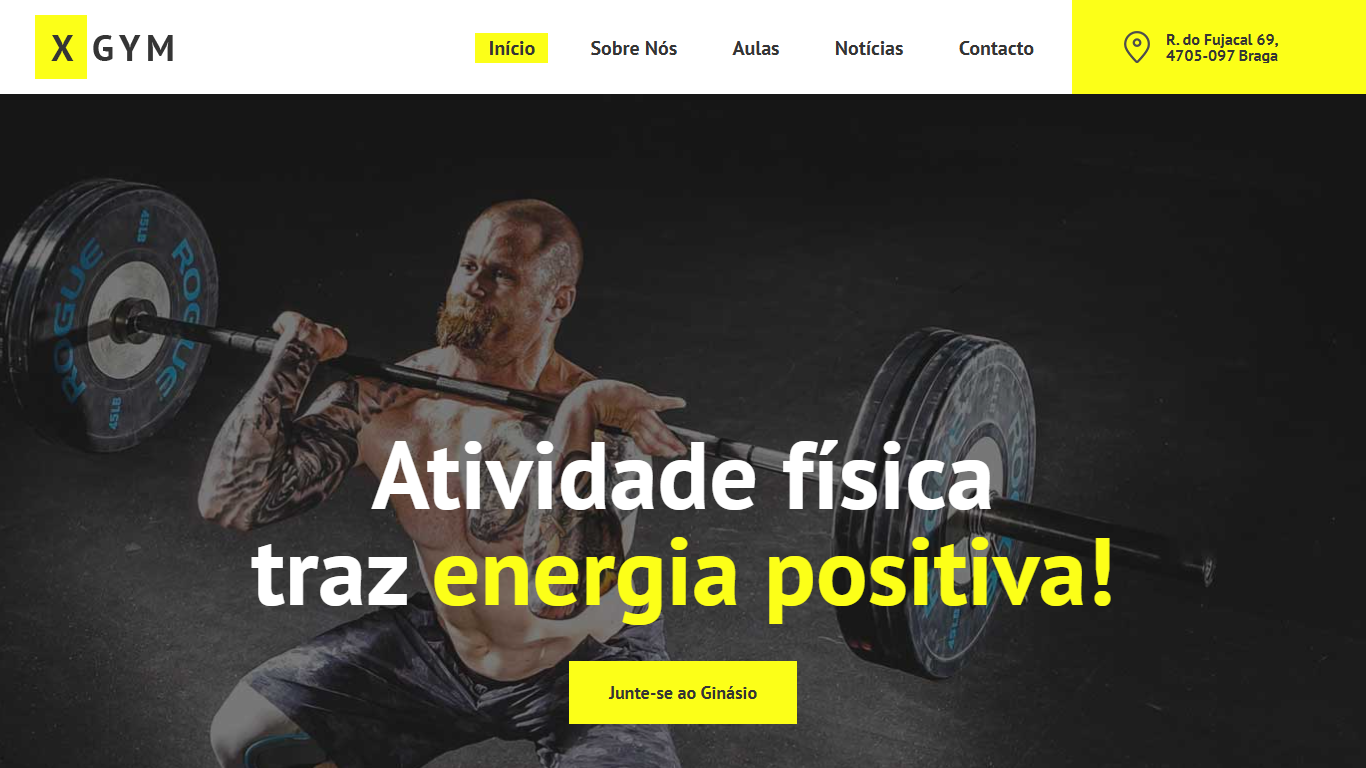 X GYM
Início
Sobre Nós
Aulas
Notícias
Contacto
R. do Fujacal 69,
4705-097 Braga
ROGUE
ROGUE
45LB
45LB
Atividade física
traz energia positiva!
45LB
Junte-se ao Ginásio